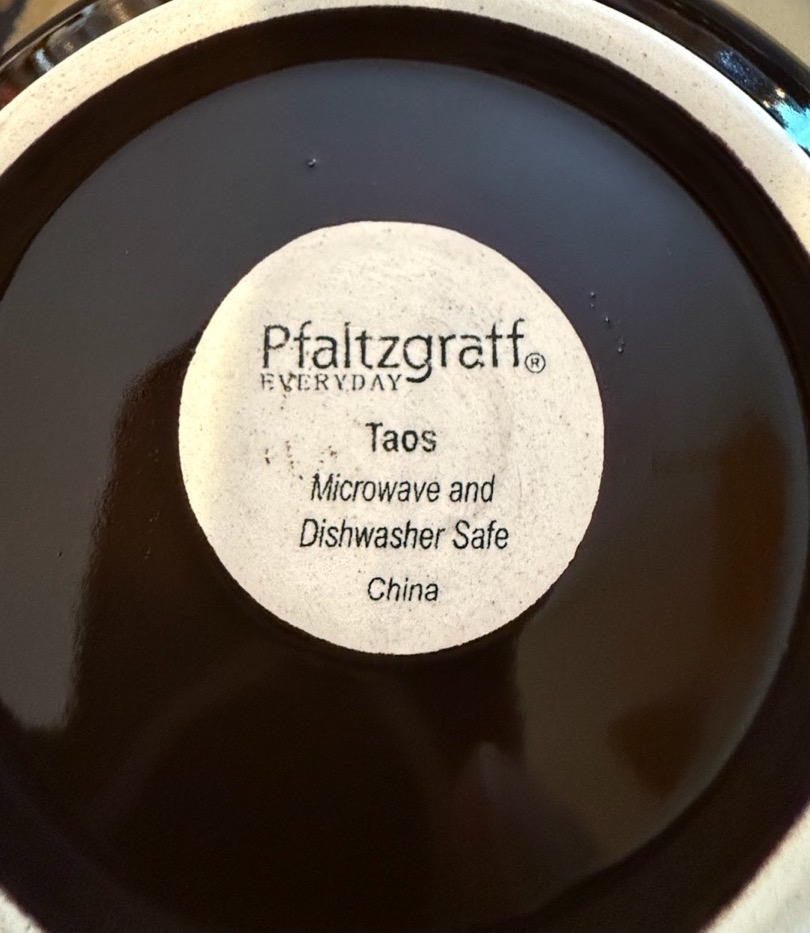 Pfaltzgraff®
EVERYDAY
Taos
Microwave and
Dishwasher Safe
China